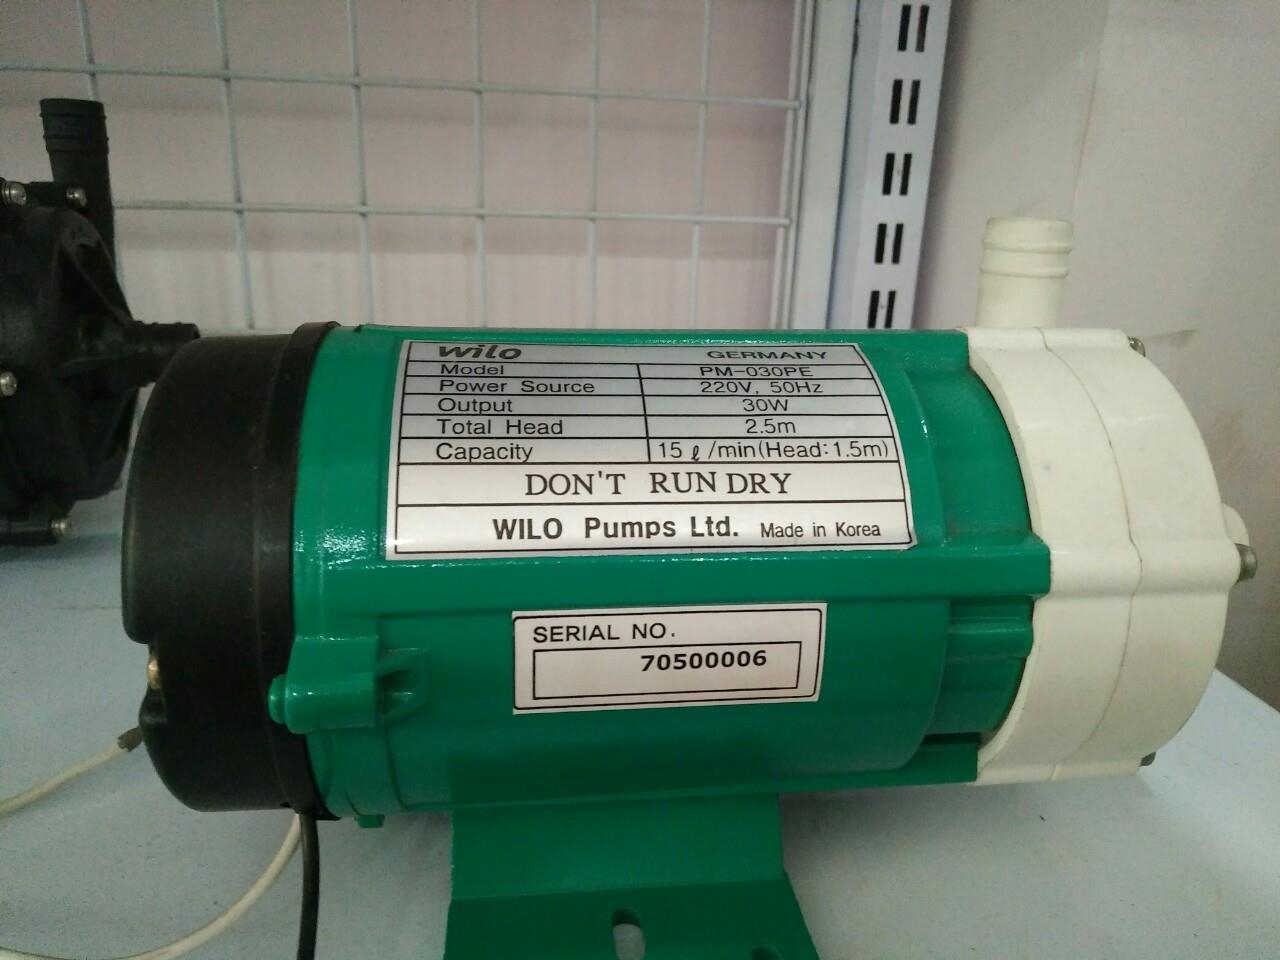 wilo GERMANY
Model PM-030PE
Power Source 220V, 50Hz
Output 30W
Total Head 2.5m
Capacity 15 ℓ /min(Head:1.5m)
DON'T RUN DRY
WILO Pumps Ltd. Made in Korea
SERIAL NO.
70500006